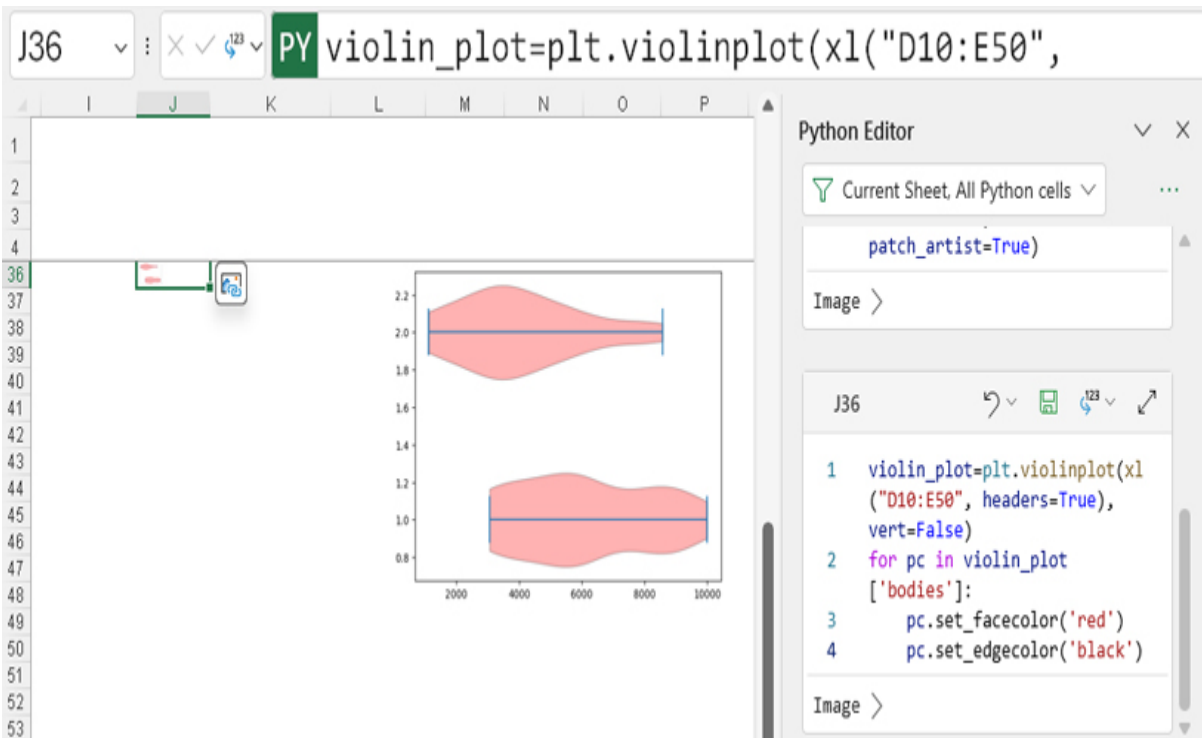 J36
123
PY
violin_plot=plt.violinplot(xl("D10:E50",
I J K L M N O P
1
2
3
4
36
37
38
39
40
41
42
43
44
45
46
47
48
49
50
51
52
53
2.2
2.0
1.8
1.6
1.4
1.2
1.0
0.8
2000 4000 6000 8000 10000
Python Editor
Current Sheet, All Python cells
...
patch_artist=True)
Image
J36
123
1 violin_plot=plt.violinplot(xl
("D10:E50", headers=True),
vert=False)
2 for pc in violin_plot
['bodies']:
3 pc.set_facecolor('red')
4 pc.set_edgecolor('black')
Image